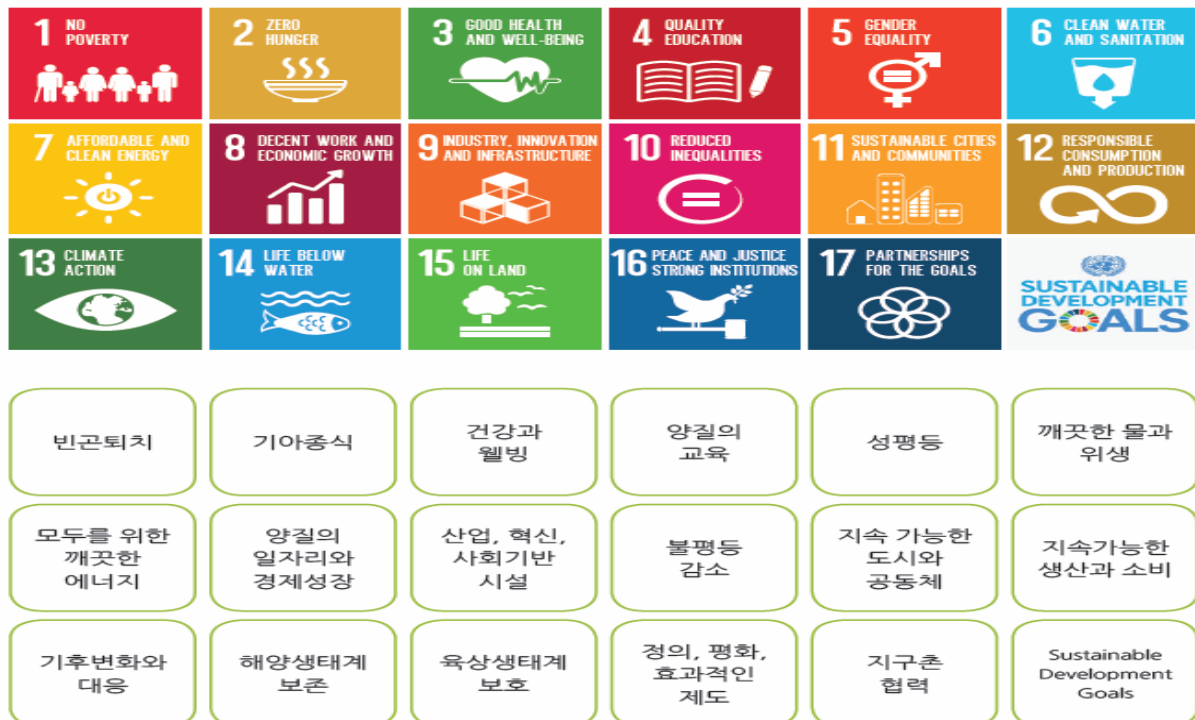 1 NO POVERTY
2 ZERO HUNGER
3 GOOD HEALTH AND WELL-BEING
4 QUALITY EDUCATION
5 GENDER EQUALITY
6 CLEAN WATER AND SANITATION
7 AFFORDABLE AND CLEAN ENERGY
8 DECENT WORK AND ECONOMIC GROWTH
9 INDUSTRY, INNOVATION AND INFRASTRUCTURE
10 REDUCED INEQUALITIES
11 SUSTAINABLE CITIES AND COMMUNITIES
12 RESPONSIBLE CONSUMPTION AND PRODUCTION
13 CLIMATE ACTION
14 LIFE BELOW WATER
15 LIFE ON LAND
16 PEACE AND JUSTICE STRONG INSTITUTIONS
17 PARTNERSHIPS FOR THE GOALS
SUSTAINABLE
DEVELOPMENT
GOALS
빈곤퇴치
기아종식
건강과
웰빙
양질의
교육
성평등
깨끗한 물과
위생
모두를 위한
깨끗한
에너지
양질의
일자리와
경제성장
산업, 혁신,
사회기반
시설
불평등
감소
지속 가능한
도시와
공동체
지속가능한
생산과 소비
기후변화와
대응
해양생태계
보존
육상생태계
보호
정의, 평화,
효과적인
제도
지구촌
협력
Sustainable
Development
Goals